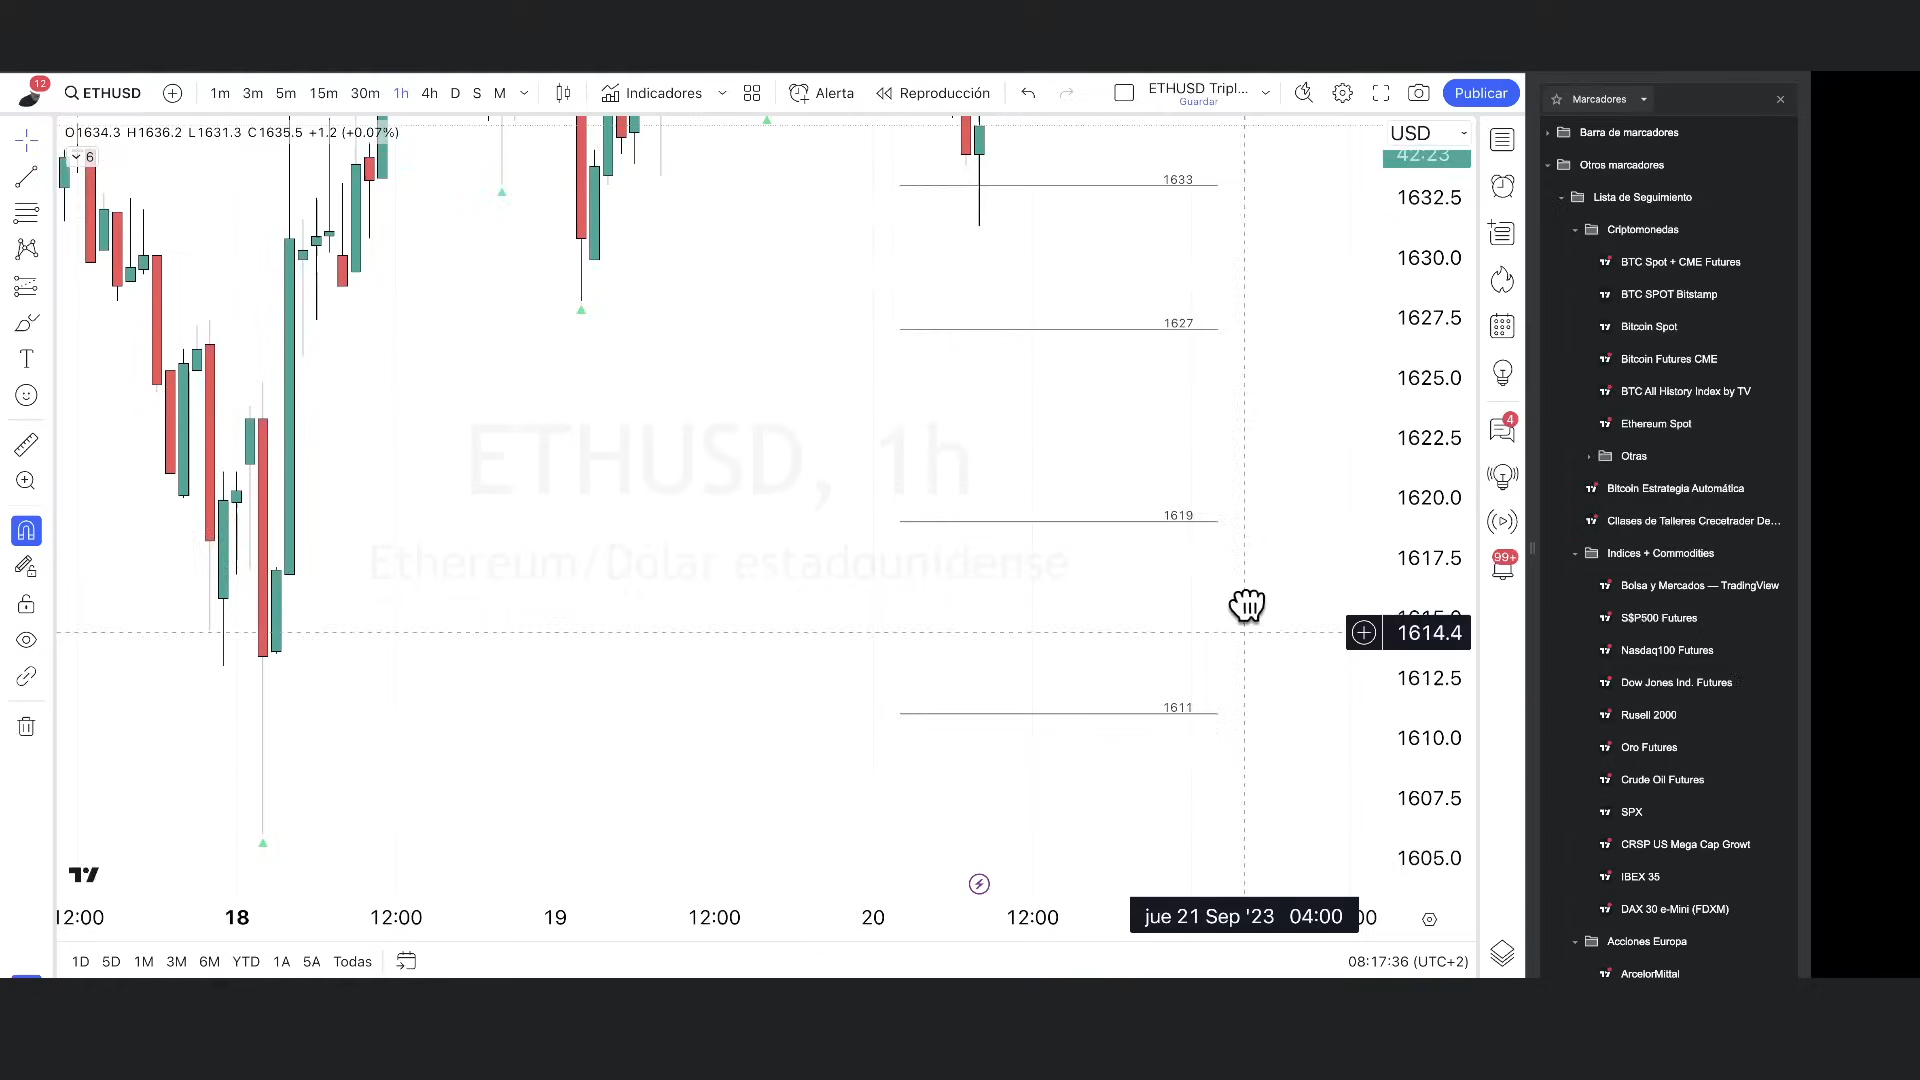 12
ETHUSD
1m 3m 5m 15m 30m 1h 4h D S M
Indicadores
Alerta
Reproducción
ETHUSD Tripl...
Guardar
Publicar
O1634.3 H1636.2 L1631.3 C1635.5 +1.2 (+0.07%)
6
USD
42:23
1632.5
1630.0
1627.5
1625.0
1622.5
1620.0
1617.5
1614.4
1612.5
1610.0
1607.5
1605.0
1633
1627
1619
1611
ETHUSD, 1h
Ethereum/Dólar estadounidense
12:00 18 12:00 19 12:00 20 12:00
jue 21 Sep '23 04:00
1D 5D 1M 3M 6M YTD 1A 5A Todas
08:17:36 (UTC+2)
4
99+
Marcadores
Barra de marcadores
Otros marcadores
Lista de Seguimiento
Criptomonedas
BTC Spot + CME Futures
BTC SPOT Bitstamp
Bitcoin Spot
Bitcoin Futures CME
BTC All History Index by TV
Ethereum Spot
Otras
Bitcoin Estrategia Automática
Cllases de Talleres Crecetrader De...
Indices + Commodities
Bolsa y Mercados — TradingView
S$P500 Futures
Nasdaq100 Futures
Dow Jones Ind. Futures
Rusell 2000
Oro Futures
Crude Oil Futures
SPX
CRSP US Mega Cap Growt
IBEX 35
DAX 30 e-Mini (FDXM)
Acciones Europa
ArcelorMittal